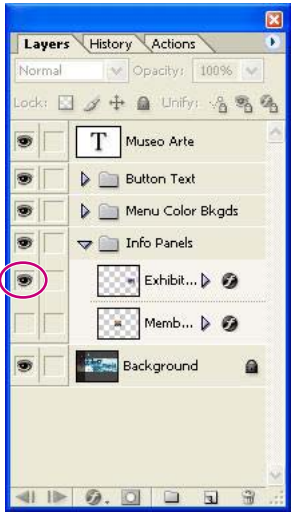 Layers History Actions
Normal Opacity: 100%
Lock: Unify:
T Museo Arte
Button Text
Menu Color Bkgds
Info Panels
Exhibit...
Memb...
Background